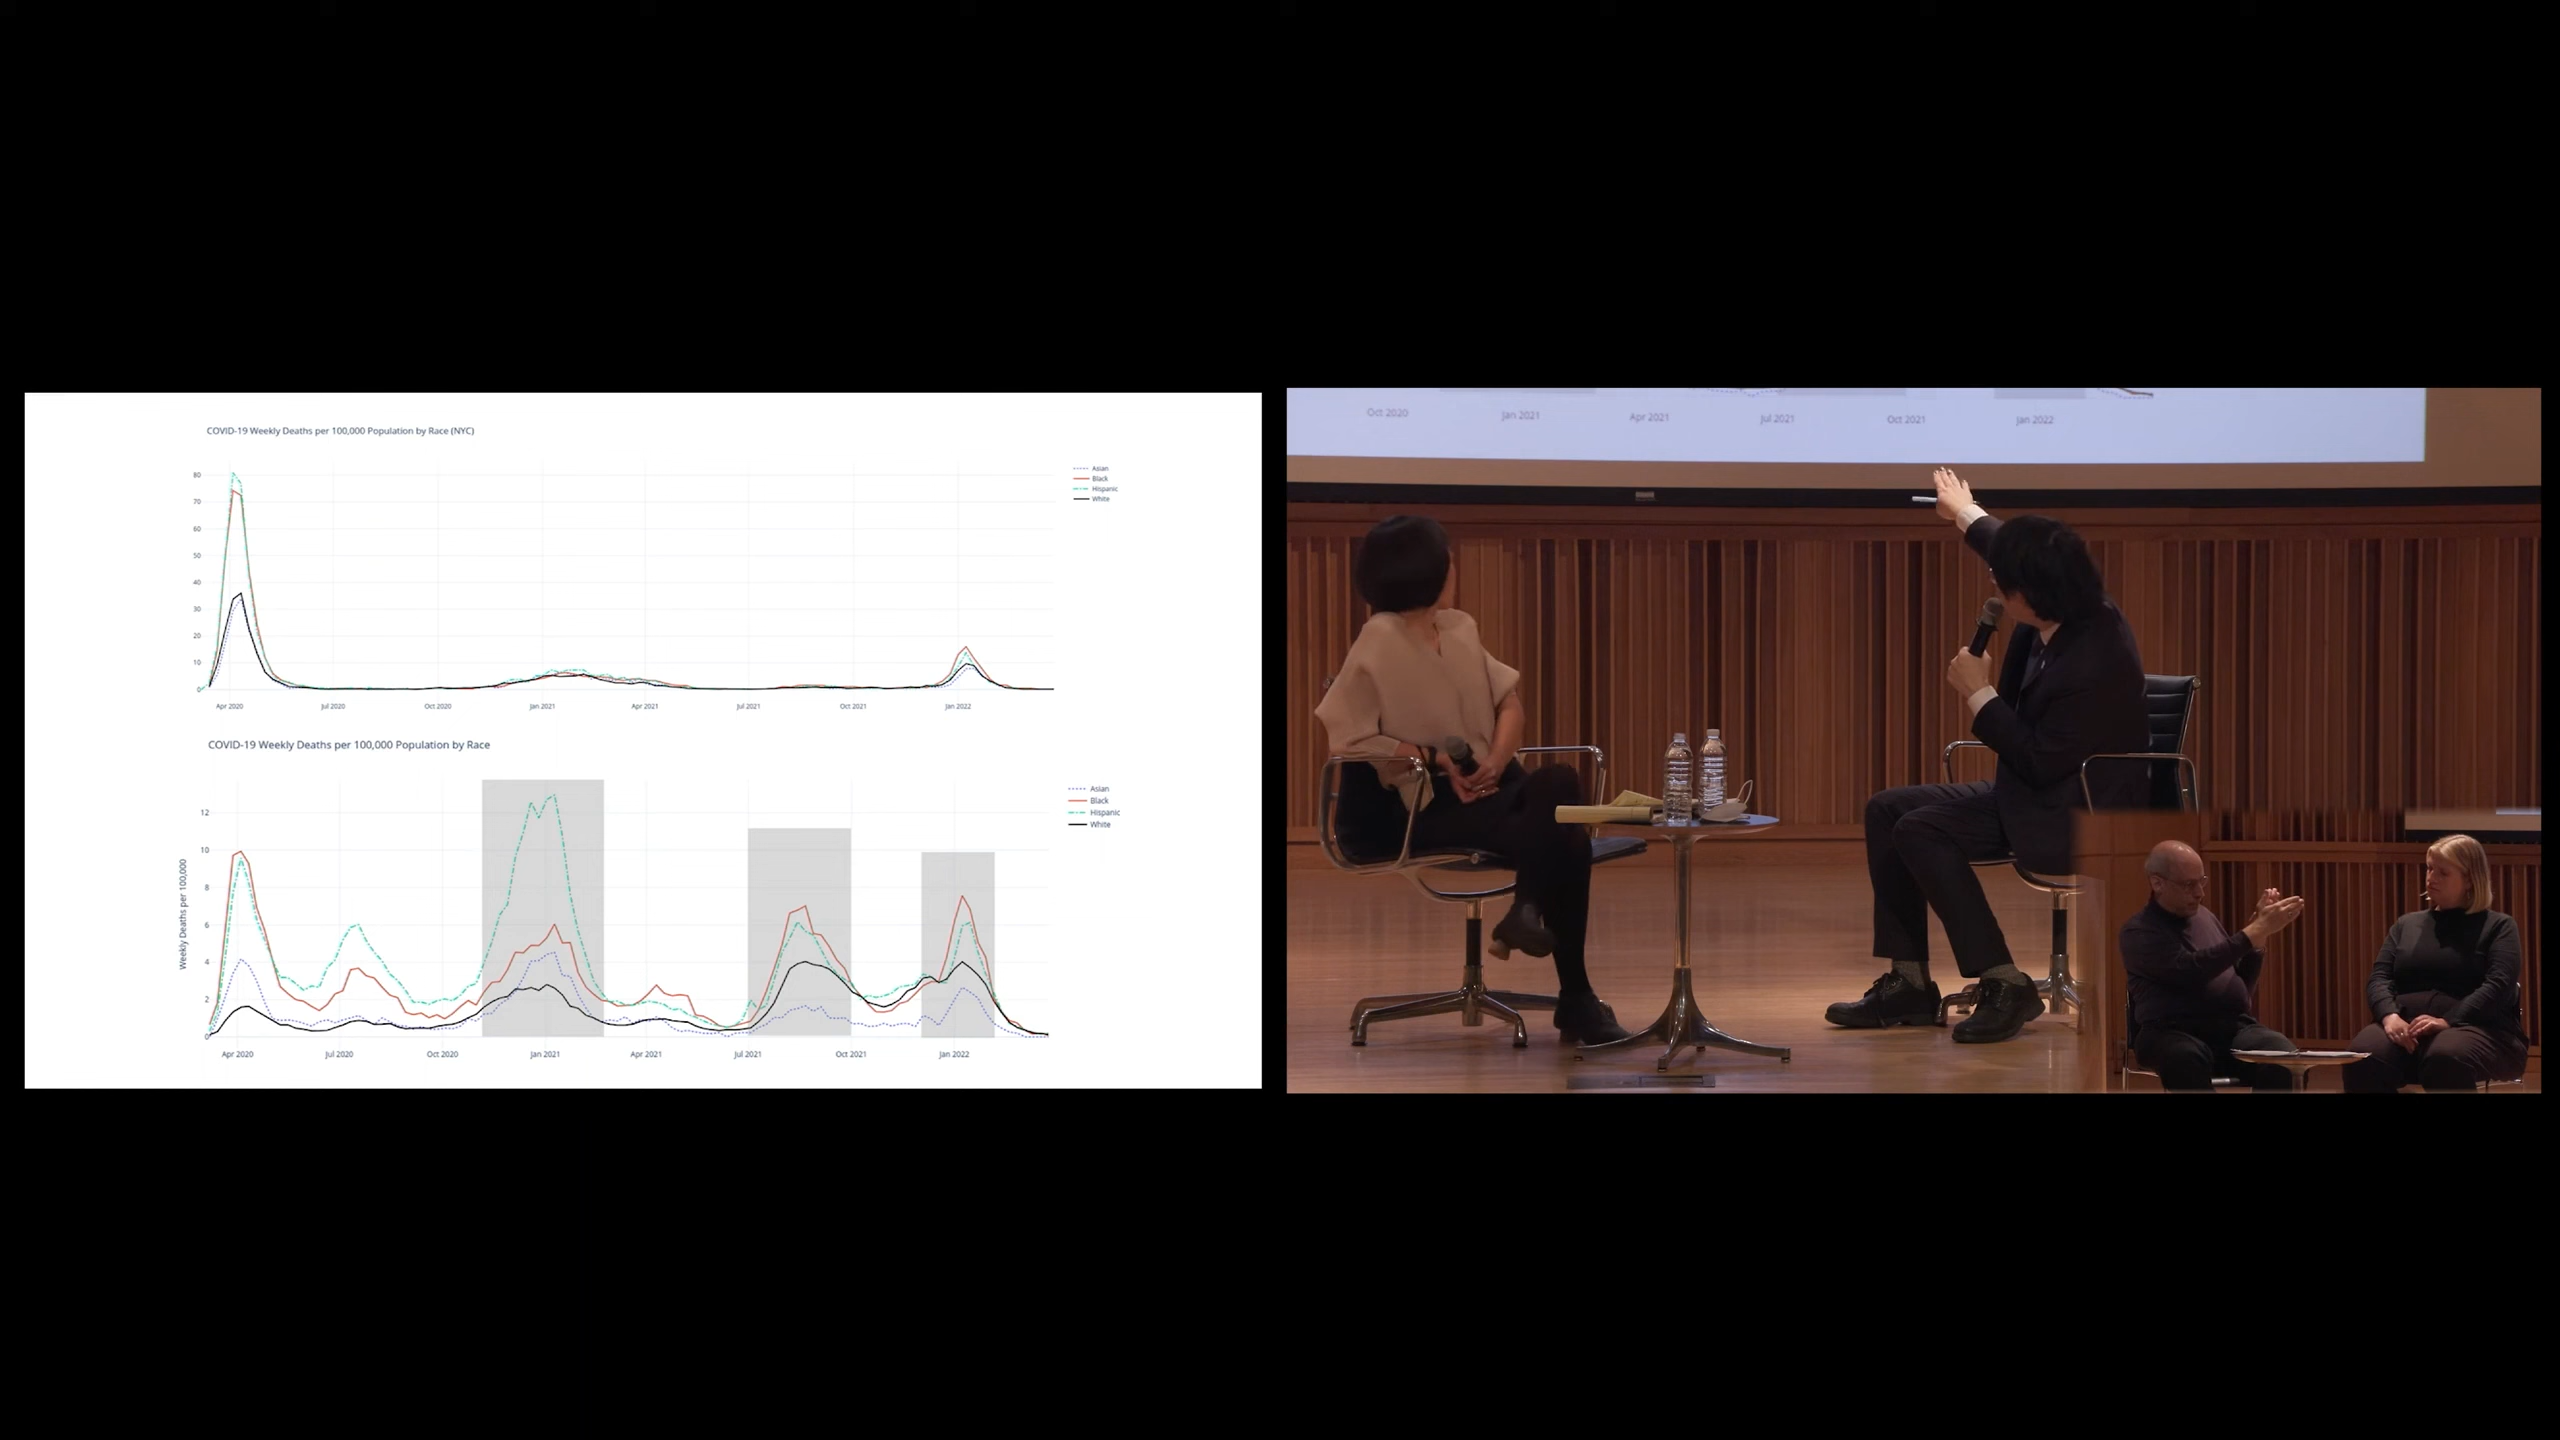 COVID-19 Weekly Deaths per 100,000 Population by Race (NYC)
80
70
60
50
40
30
20
10
0
Apr 2020
Jul 2020
Oct 2020
Jan 2021
Apr 2021
Jul 2021
Oct 2021
Jan 2022
Asian
Black
Hispanic
White
COVID-19 Weekly Deaths per 100,000 Population by Race
Weekly Deaths per 100,000
12
10
8
6
4
2
0
Apr 2020
Jul 2020
Oct 2020
Jan 2021
Apr 2021
Jul 2021
Oct 2021
Jan 2022
Asian
Black
Hispanic
White
Oct 2020
Jan 2021
Apr 2021
Jul 2021
Oct 2021
Jan 2022